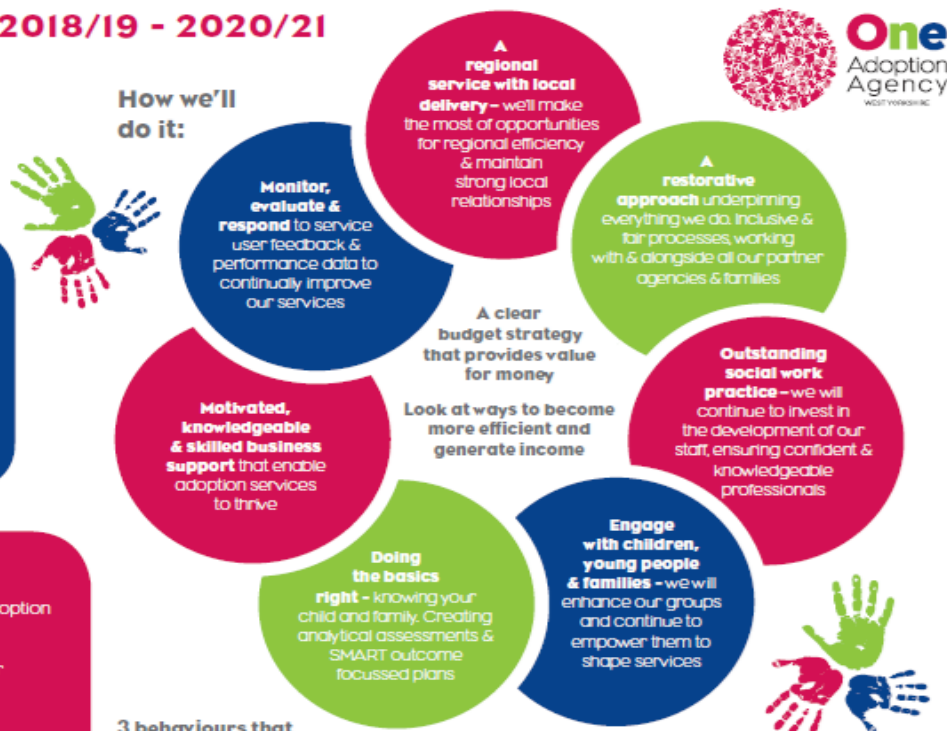 2018/19 - 2020/21
One
Adoption
Agency
WEST YORKSHIRE
How we'll
do it:
A
regional
service with local
delivery – we'll make
the most of opportunities
for regional efficiency
& maintain
strong local
relationships
A
restorative
approach underpinning
everything we do. Inclusive &
fair processes, working
with & alongside all our partner
agencies & families
Outstanding
social work
practice – we will
continue to invest in
the development of our
staff, ensuring confident &
knowledgeable
professionals
Engage
with children,
young people
& families - we will
enhance our groups
and continue to
empower them to
shape services
Doing
the basics
right - knowing your
child and family. Creating
analytical assessments &
SMART outcome
focussed plans
Motivated,
knowledgeable
& skilled business
support that enable
adoption services
to thrive
Monitor,
evaluate &
respond to service
user feedback &
performance data to
continually improve
our services
A clear
budget strategy
that provides value
for money
Look at ways to become
more efficient and
generate income
option
3 behaviours that